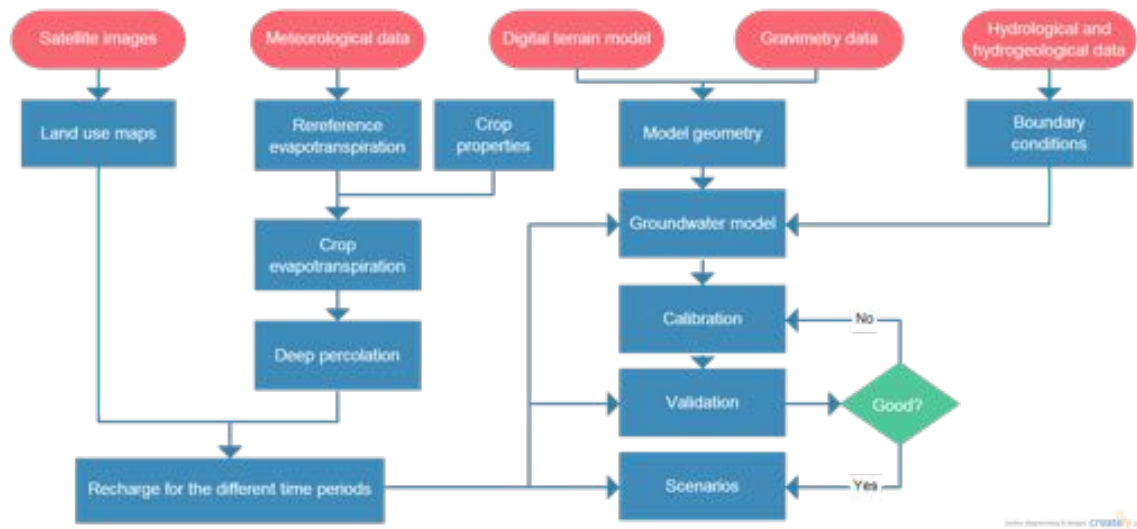 Satellite images
Meteorological data
Digital terrain model
Gravimetry data
Hydrological and
hydrogeological data
Land use maps
Rereference
evapotranspiration
Crop
properties
Model geometry
Boundary
conditions
Groundwater model
Crop
evapotranspiration
Calibration
No
Deep percolation
Validation
Good?
Recharge for the different time periods
Scenarios
Yes